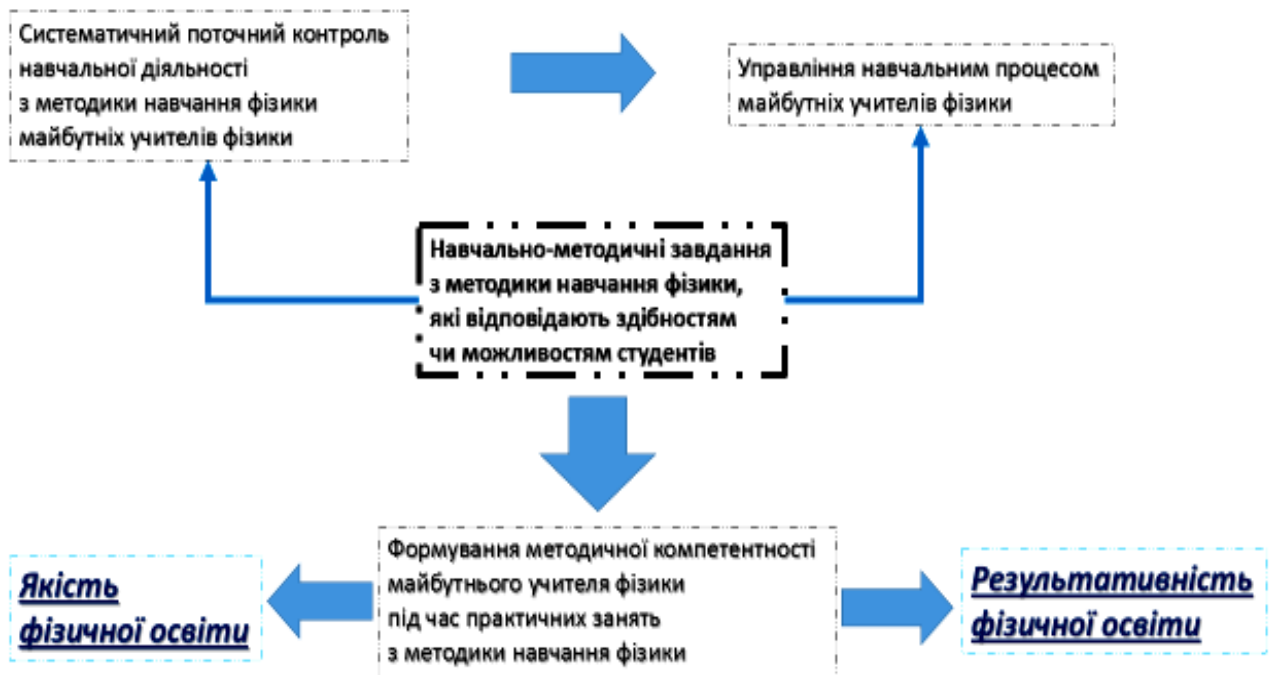 Систематичний поточний контроль
навчальної діяльності
з методики навчання фізики
майбутніх учителів фізики
Управління навчальним процесом
майбутніх учителів фізики
Навчально-методичні завдання
з методики навчання фізики,
які відповідають здібностям
чи можливостям студентів
Формування методичної компетентності
майбутнього учителя фізики
під час практичних занять
з методики навчання фізики
Якість
фізичної освіти
Результативність
фізичної освіти